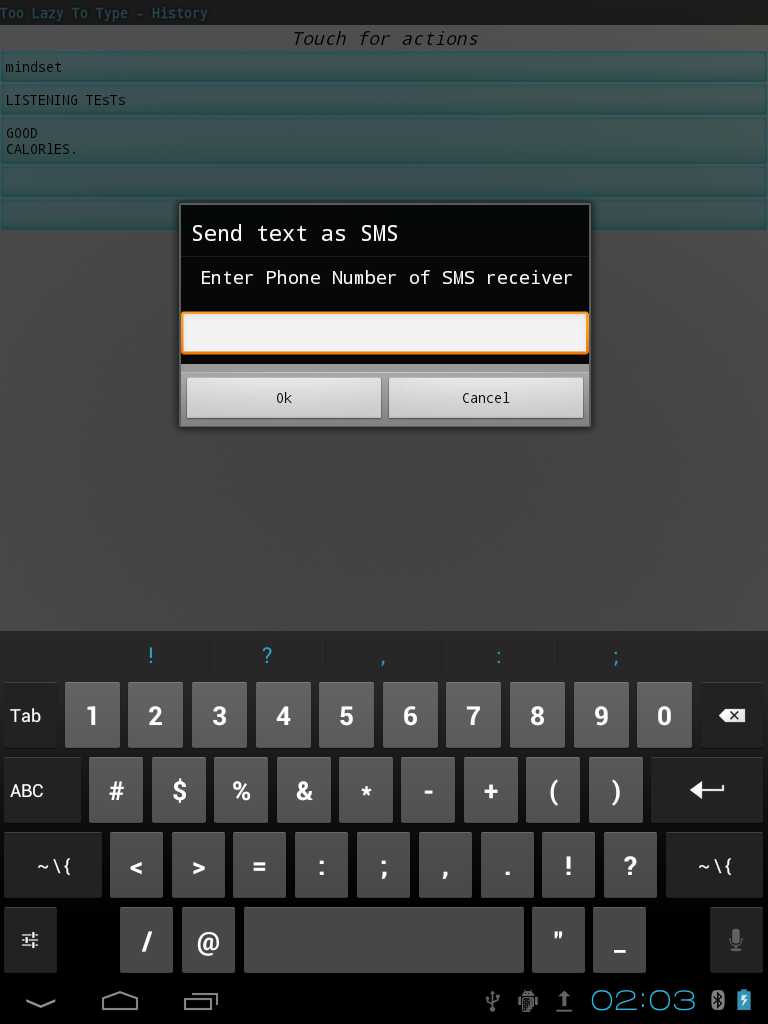 Too Lazy To Type - History
Touch for actions
mindset
LISTENING TEsTs
GOOD
CALORlES.
Send text as SMS
Enter Phone Number of SMS receiver
Ok Cancel
! ? , : ;
Tab 1 2 3 4 5 6 7 8 9 0
ABC # $ % & * - + ( )
~\{ < > = : ; , . ! ? ~\{
/ @ " _
02:03